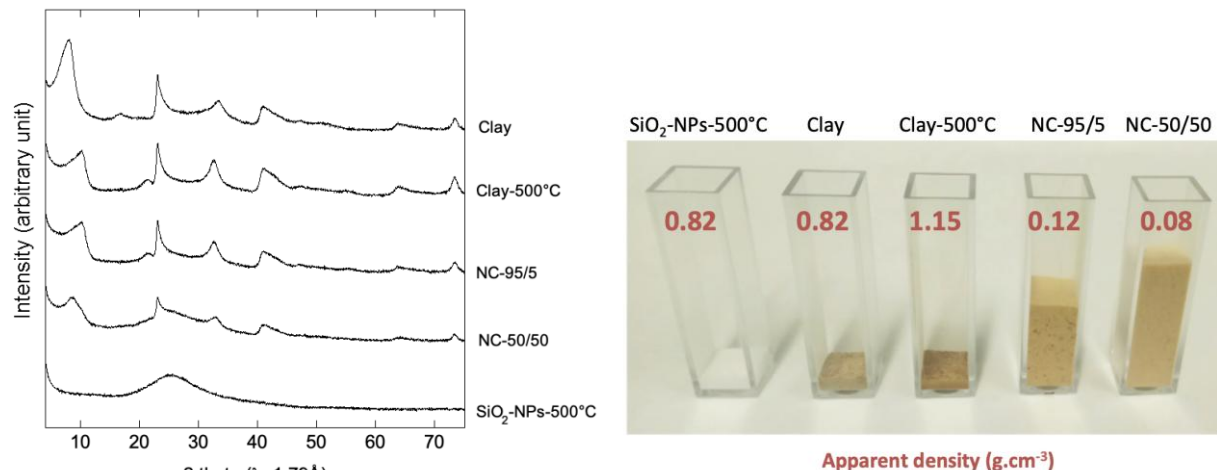 Intensity (arbitrary unit)
Clay
Clay-500°C
NC-95/5
NC-50/50
SiO₂-NPs-500°C
10 20 30 40 50 60 70
SiO₂-NPs-500°C Clay Clay-500°C NC-95/5 NC-50/50
0.82 0.82 1.15 0.12 0.08
Apparent density (g.cm⁻³)